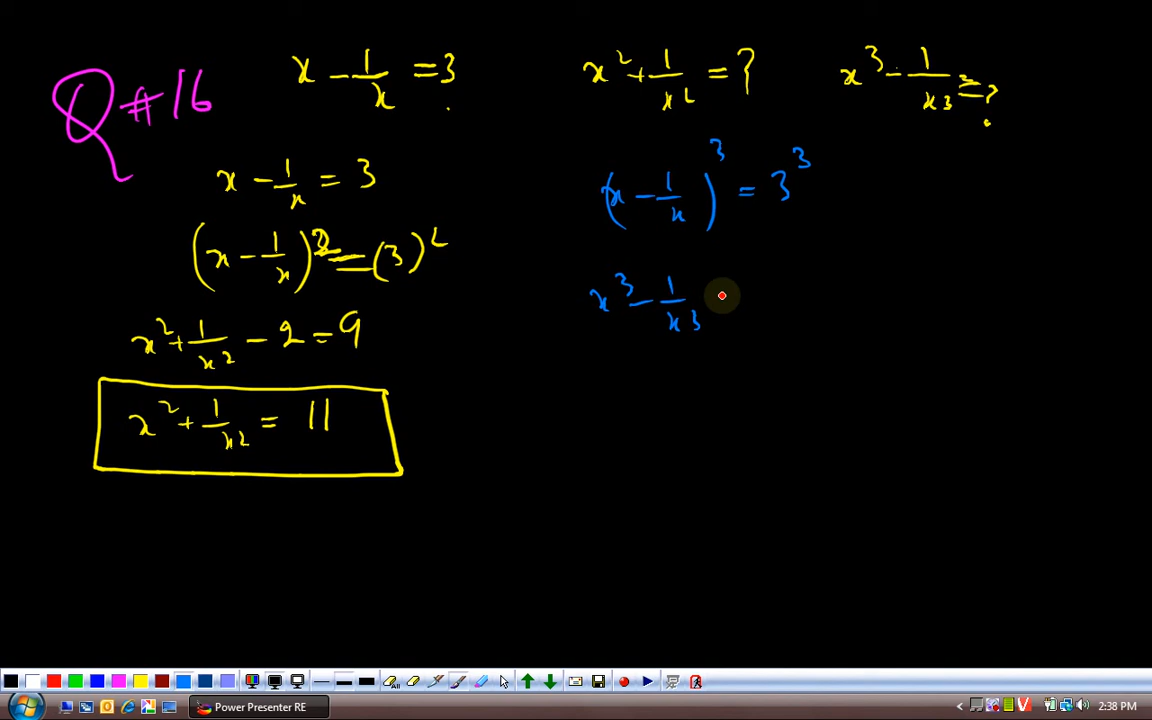 Q#16
x - 1/x = 3
x² + 1/x² = ?
x³ - 1/x³ = ?
x - 1/x = 3
(x - 1/x)² = (3)²
x² + 1/x² - 2 = 9
x² + 1/x² = 11
(x - 1/x)³ = 3³
x³ - 1/x³
Power Presenter RE
2:38 PM